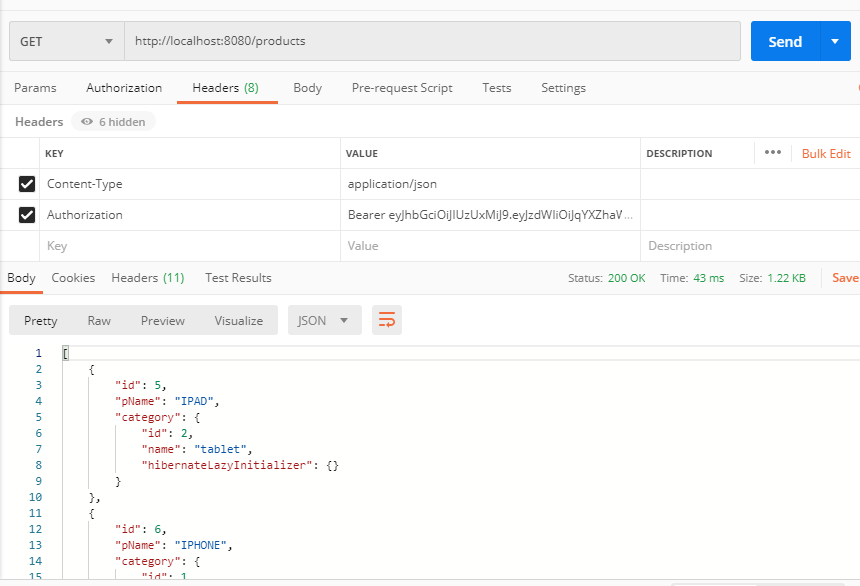 GET http://localhost:8080/products Send
Params Authorization Headers (8) Body Pre-request Script Tests Settings
Headers 6 hidden
KEY VALUE DESCRIPTION ••• Bulk Edit
Content-Type application/json
Authorization Bearer eyJhbGciOiJIUzUxMiJ9.eyJzdWIiOiJqYXZhaV...
Key Value Description
Body Cookies Headers (11) Test Results Status: 200 OK Time: 43 ms Size: 1.22 KB Save
Pretty Raw Preview Visualize JSON
1 [
2 {
3 "id": 5,
4 "pName": "IPAD",
5 "category": {
6 "id": 2,
7 "name": "tablet",
8 "hibernateLazyInitializer": {}
9 }
10 },
11 {
12 "id": 6,
13 "pName": "IPHONE",
14 "category": {
15 "id": 1